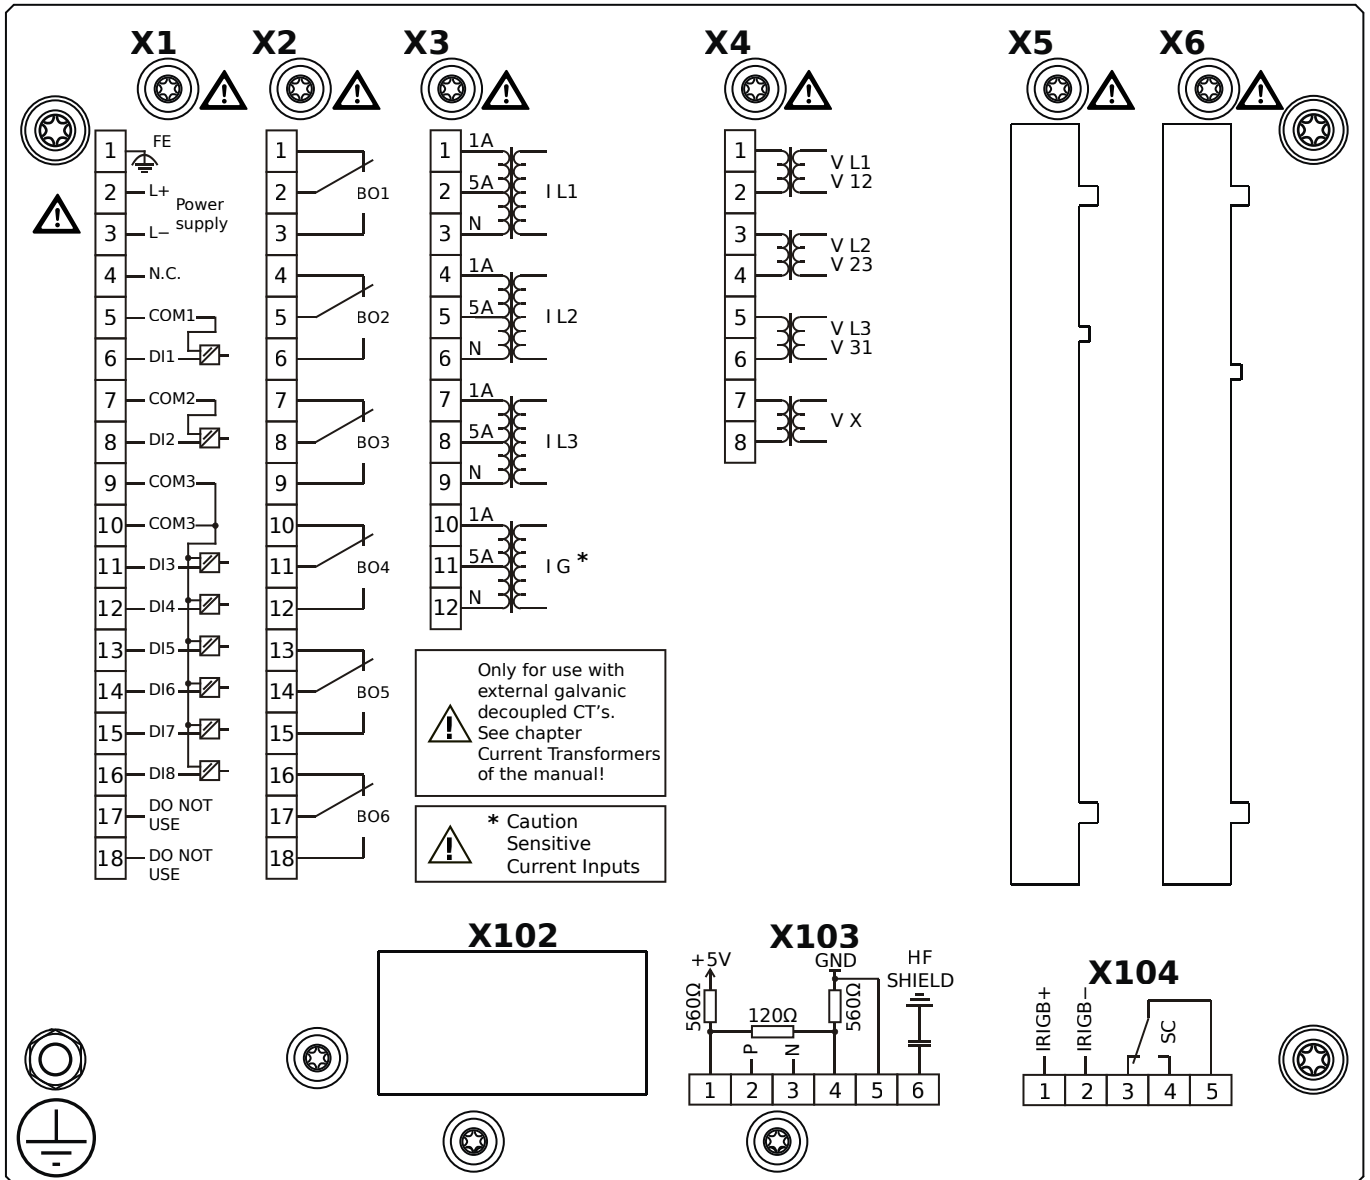 X1
X2
X3
X4
X5
X6
1 FE
2 L+
Power
supply
3 L−
4 N.C.
5 COM1
6 DI1
7 COM2
8 DI2
9 COM3
10 COM3
11 DI3
12 DI4
13 DI5
14 DI6
15 DI7
16 DI8
17 DO NOT
USE
18 DO NOT
USE
1
2 BO1
3
4
5 BO2
6
7
8 BO3
9
10
11 BO4
12
13
14 BO5
15
16
17 BO6
18
1 1A
2 5A I L1
3 N
4 1A
5 5A I L2
6 N
7 1A
8 5A I L3
9 N
10 1A
11 5A I G *
12 N
1 V L1
2 V 12
3 V L2
4 V 23
5 V L3
6 V 31
7 V X
8
Only for use with
external galvanic
decoupled CT's.
See chapter
Current Transformers
of the manual!
* Caution
Sensitive
Current Inputs
X102
X103
+5V
GND
HF
SHIELD
560Ω
120Ω
560Ω
P
N
1 2 3 4 5 6
X104
IRIGB+
IRIGB−
SC
1 2 3 4 5